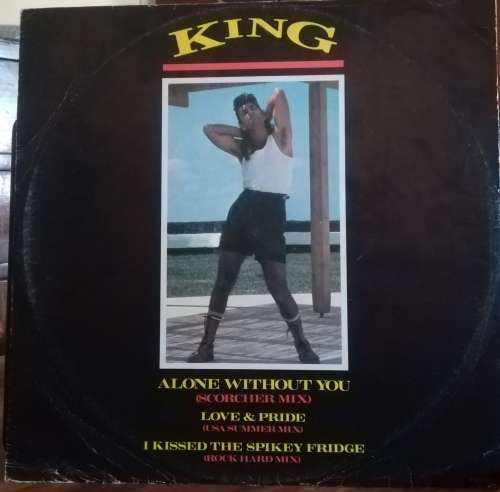 KING
ALONE WITHOUT YOU
(SCORCHER MIX)
LOVE & PRIDE
(USA SUMMER MIX)
I KISSED THE SPIKEY FRIDGE
(ROCK HARD MIX)